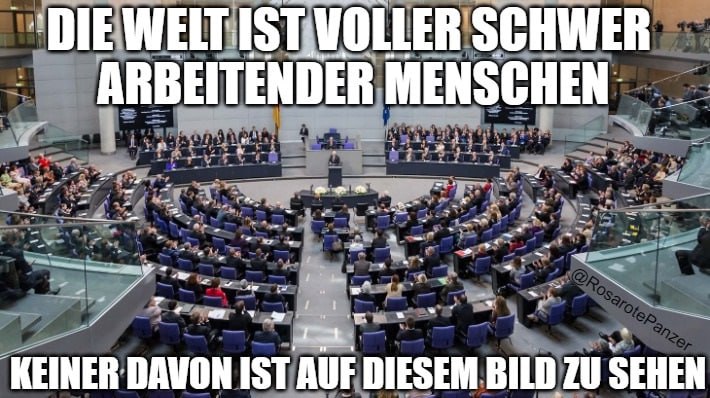 DIE WELT IST VOLLER SCHWER
ARBEITENDER MENSCHEN
@RosarotePanzer
KEINER DAVON IST AUF DIESEM BILD ZU SEHEN